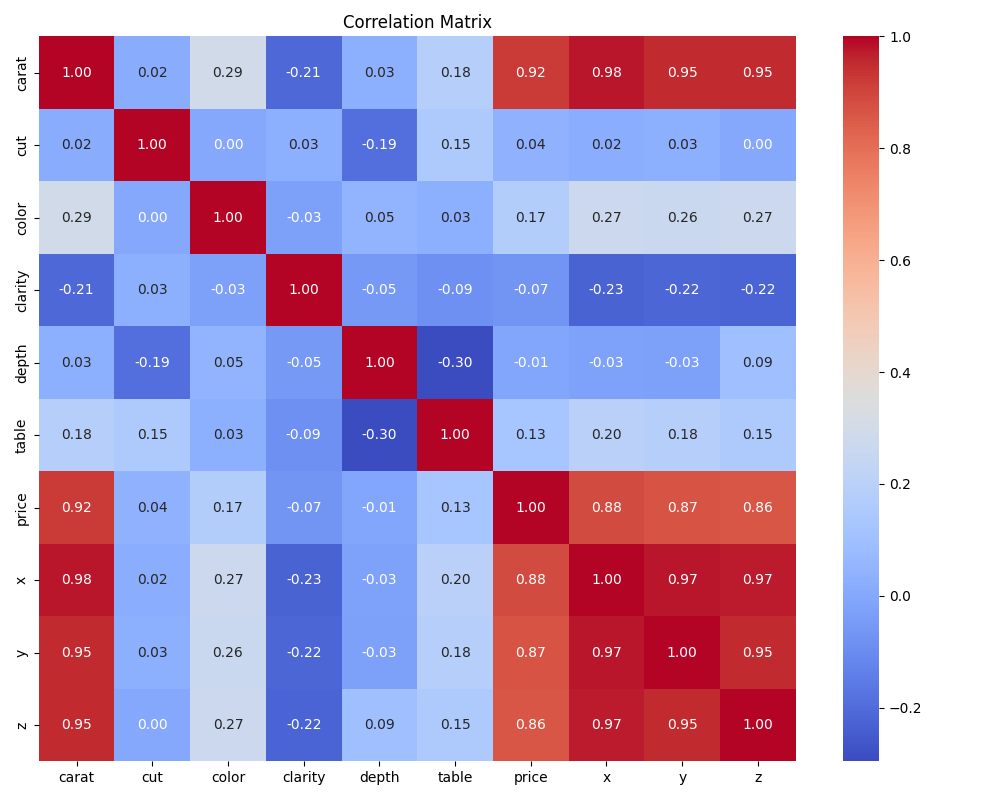 Correlation Matrix
carat 1.00 0.02 0.29 -0.21 0.03 0.18 0.92 0.98 0.95 0.95
cut 0.02 1.00 0.00 0.03 -0.19 0.15 0.04 0.02 0.03 0.00
color 0.29 0.00 1.00 -0.03 0.05 0.03 0.17 0.27 0.26 0.27
clarity -0.21 0.03 -0.03 1.00 -0.05 -0.09 -0.07 -0.23 -0.22 -0.22
depth 0.03 -0.19 0.05 -0.05 1.00 -0.30 -0.01 -0.03 -0.03 0.09
table 0.18 0.15 0.03 -0.09 -0.30 1.00 0.13 0.20 0.18 0.15
price 0.92 0.04 0.17 -0.07 -0.01 0.13 1.00 0.88 0.87 0.86
x 0.98 0.02 0.27 -0.23 -0.03 0.20 0.88 1.00 0.97 0.97
y 0.95 0.03 0.26 -0.22 -0.03 0.18 0.87 0.97 1.00 0.95
z 0.95 0.00 0.27 -0.22 0.09 0.15 0.86 0.97 0.95 1.00
carat cut color clarity depth table price x y z
1.0
0.8
0.6
0.4
0.2
0.0
−0.2